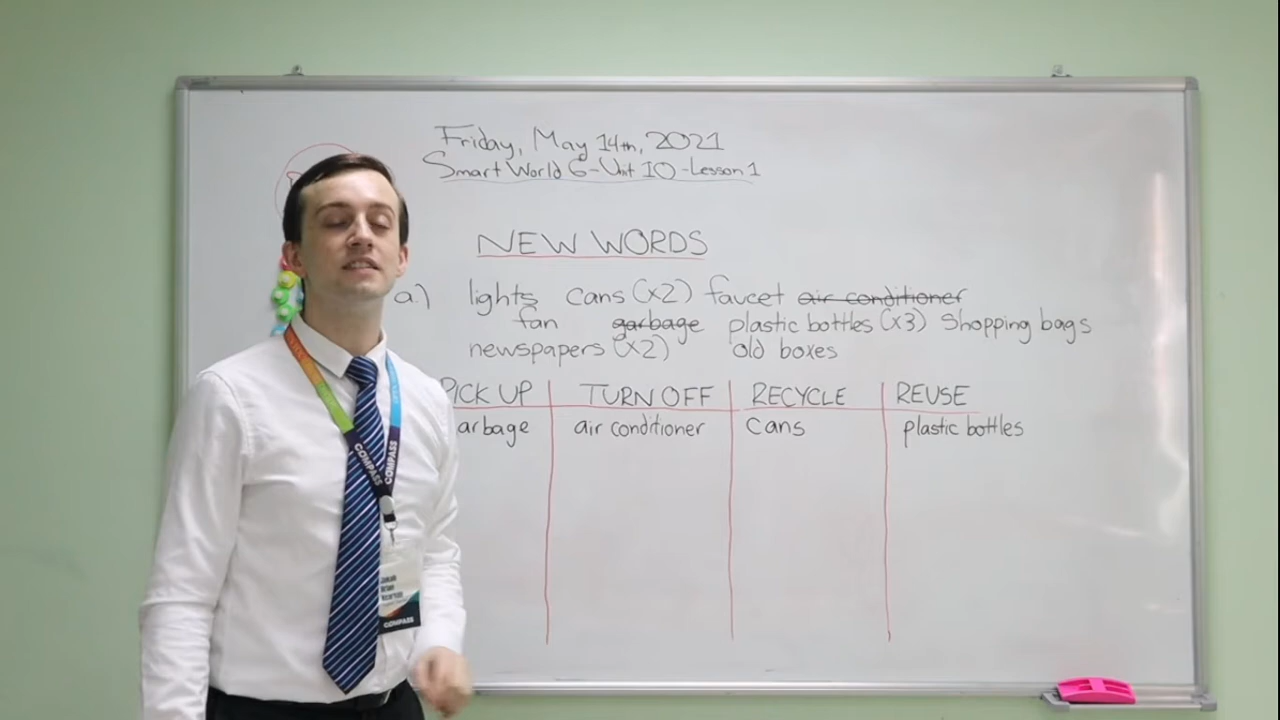 Friday, May 14th, 2021
Smart World 6-Unit 10-Lesson 1
NEW WORDS
a.) lights cans (x2) faucet air conditioner
fan garbage plastic bottles (x3) shopping bags
newspapers (x2) old boxes
PICK UP TURN OFF RECYCLE REUSE
arbage air conditioner cans plastic bottles
COMPASS COMPASS
COMPASS